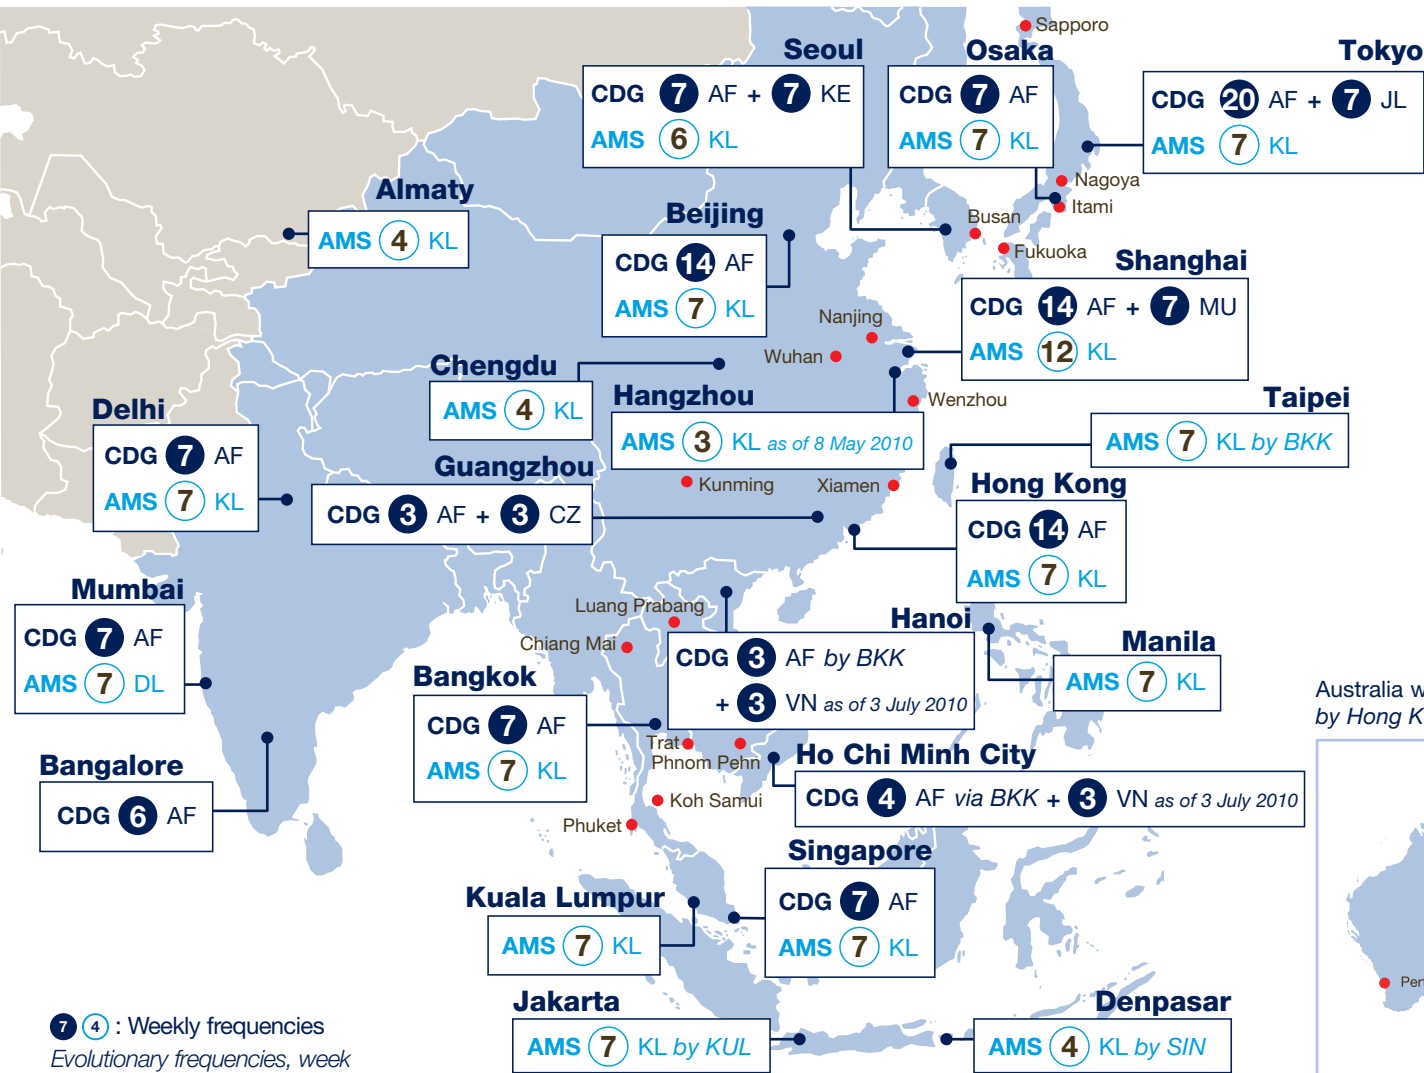 Sapporo
Seoul
CDG 7 AF + 7 KE
AMS 6 KL
Osaka
CDG 7 AF
AMS 7 KL
Tokyo
CDG 20 AF + 7 JL
AMS 7 KL
Nagoya
Itami
Busan
Fukuoka
Almaty
AMS 4 KL
Beijing
CDG 14 AF
AMS 7 KL
Shanghai
CDG 14 AF + 7 MU
AMS 12 KL
Nanjing
Wuhan
Chengdu
AMS 4 KL
Hangzhou
AMS 3 KL as of 8 May 2010
Wenzhou
Taipei
AMS 7 KL by BKK
Delhi
CDG 7 AF
AMS 7 KL
Guangzhou
CDG 3 AF + 3 CZ
Kunming
Xiamen
Hong Kong
CDG 14 AF
AMS 7 KL
Mumbai
CDG 7 AF
AMS 7 DL
Luang Prabang
Chiang Mai
Hanoi
CDG 3 AF by BKK
+ 3 VN as of 3 July 2010
Manila
AMS 7 KL
Bangkok
CDG 7 AF
AMS 7 KL
Trat
Phnom Pehn
Australia w
by Hong K
Bangalore
CDG 6 AF
Ho Chi Minh City
CDG 4 AF via BKK + 3 VN as of 3 July 2010
Koh Samui
Phuket
Singapore
CDG 7 AF
AMS 7 KL
Kuala Lumpur
AMS 7 KL
Pert
Jakarta
AMS 7 KL by KUL
Denpasar
AMS 4 KL by SIN
7 4 : Weekly frequencies
Evolutionary frequencies, week